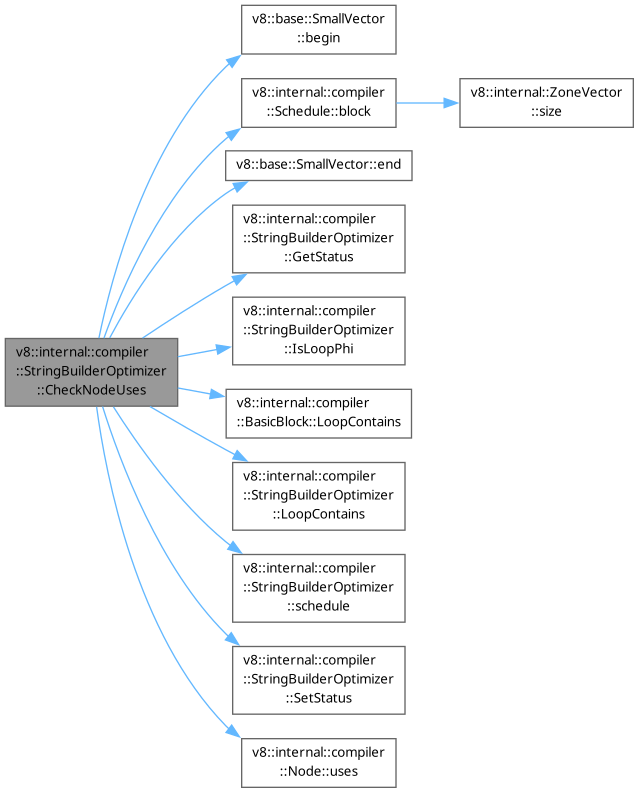 v8::internal::compiler
::StringBuilderOptimizer
::CheckNodeUses
v8::base::SmallVector
::begin
v8::internal::compiler
::Schedule::block
v8::internal::ZoneVector
::size
v8::base::SmallVector::end
v8::internal::compiler
::StringBuilderOptimizer
::GetStatus
v8::internal::compiler
::StringBuilderOptimizer
::IsLoopPhi
v8::internal::compiler
::BasicBlock::LoopContains
v8::internal::compiler
::StringBuilderOptimizer
::LoopContains
v8::internal::compiler
::StringBuilderOptimizer
::schedule
v8::internal::compiler
::StringBuilderOptimizer
::SetStatus
v8::internal::compiler
::Node::uses